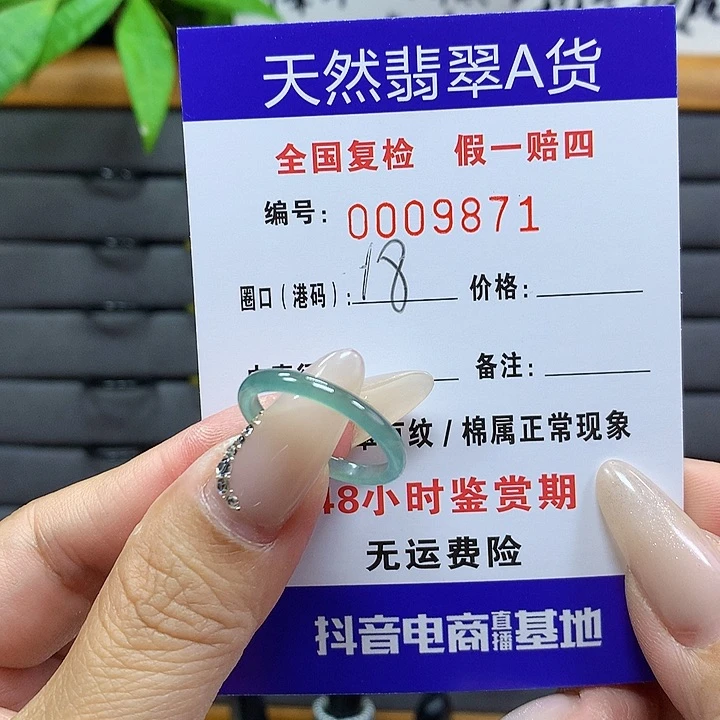 天然翡翠A货
全国复检 假一赔四
编号: 0009871
圈口(港码): 18 价格:
备注:
纹/棉属正常现象
48小时鉴赏期
无运费险
抖音电商直播基地